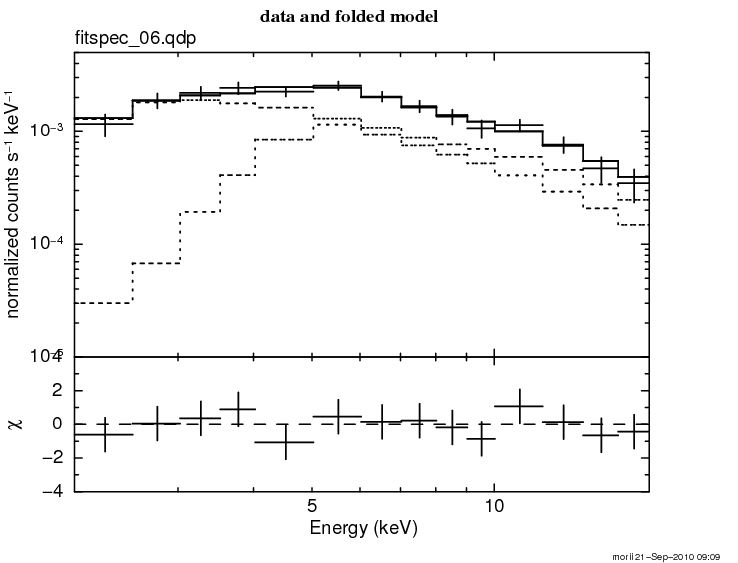 data and folded model
fitspec_06.qdp
normalized counts s⁻¹ keV⁻¹
10⁻³
10⁻⁴
10⁻⁵
χ
2
0
−2
−4
5
10
Energy (keV)
morii 21−Sep−2010 09:09